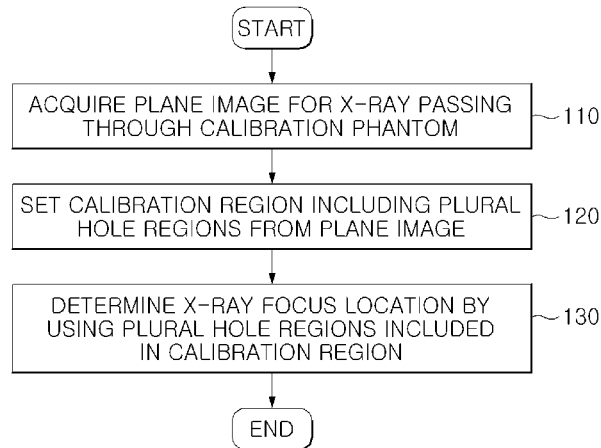 START
ACQUIRE PLANE IMAGE FOR X-RAY PASSING
THROUGH CALIBRATION PHANTOM
110
SET CALIBRATION REGION INCLUDING PLURAL
HOLE REGIONS FROM PLANE IMAGE
120
DETERMINE X-RAY FOCUS LOCATION BY
USING PLURAL HOLE REGIONS INCLUDED
IN CALIBRATION REGION
130
END